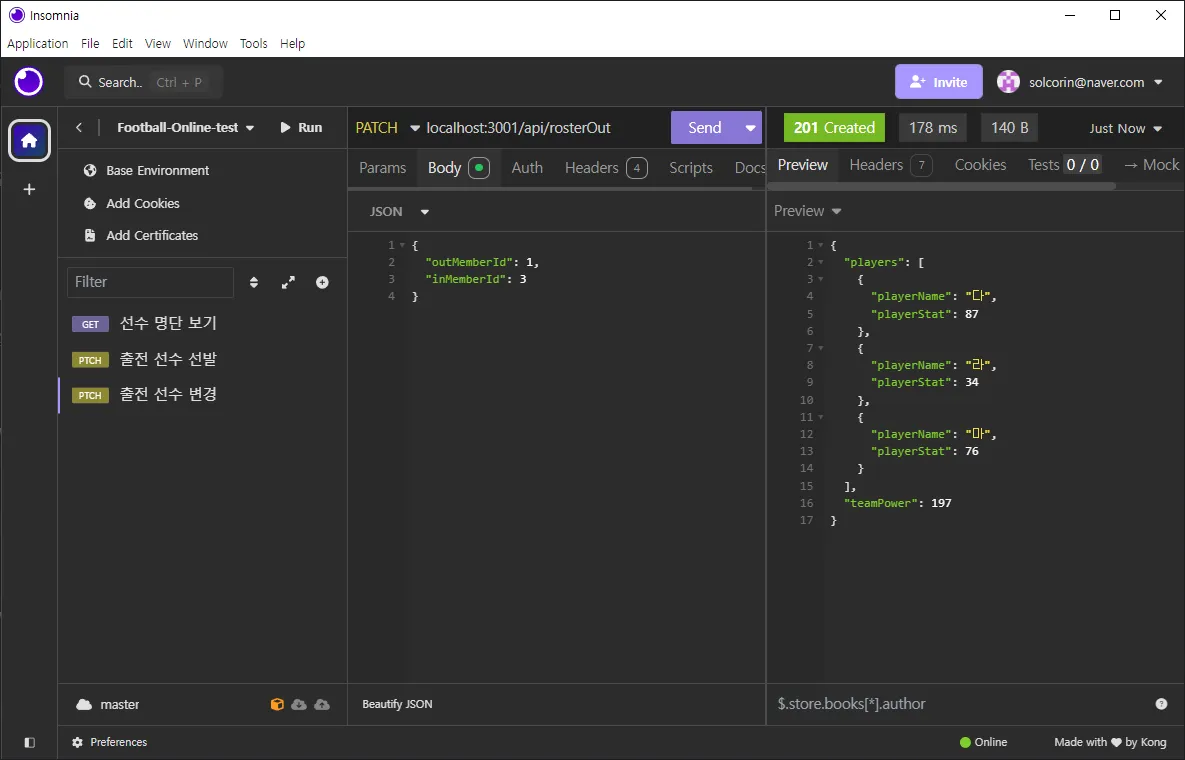 Insomnia
Application File Edit View Window Tools Help
Search.. Ctrl + P
Invite
solcorin@naver.com
Football-Online-test
Run
Base Environment
Add Cookies
Add Certificates
Filter
GET 선수 명단 보기
PTCH 출전 선수 선발
PTCH 출전 선수 변경
master
Preferences
PATCH localhost:3001/api/rosterOut
Send
Params Body Auth Headers 4 Scripts Docs
JSON
1 {
2 "outMemberId": 1,
3 "inMemberId": 3
4 }
Beautify JSON
201 Created 178 ms 140 B Just Now
Preview Headers 7 Cookies Tests 0 / 0 → Mock
Preview
1 {
2 "players": [
3 {
4 "playerName": "다",
5 "playerStat": 87
6 },
7 {
8 "playerName": "라",
9 "playerStat": 34
10 },
11 {
12 "playerName": "마",
13 "playerStat": 76
14 }
15 ],
16 "teamPower": 197
17 }
$.store.books[*].author
Online
Made with ♥ by Kong